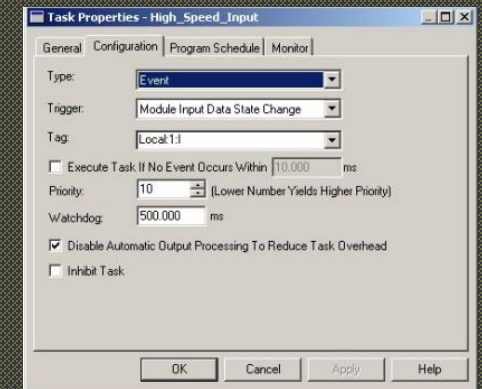 Task Properties - High_Speed_Input
General Configuration Program Schedule Monitor
Type: Event
Trigger: Module Input Data State Change
Tag: Local:1:I
Execute Task If No Event Occurs Within 10.000 ms
Priority: 10 (Lower Number Yields Higher Priority)
Watchdog: 500.000 ms
Disable Automatic Output Processing To Reduce Task Overhead
Inhibit Task
OK Cancel Apply Help